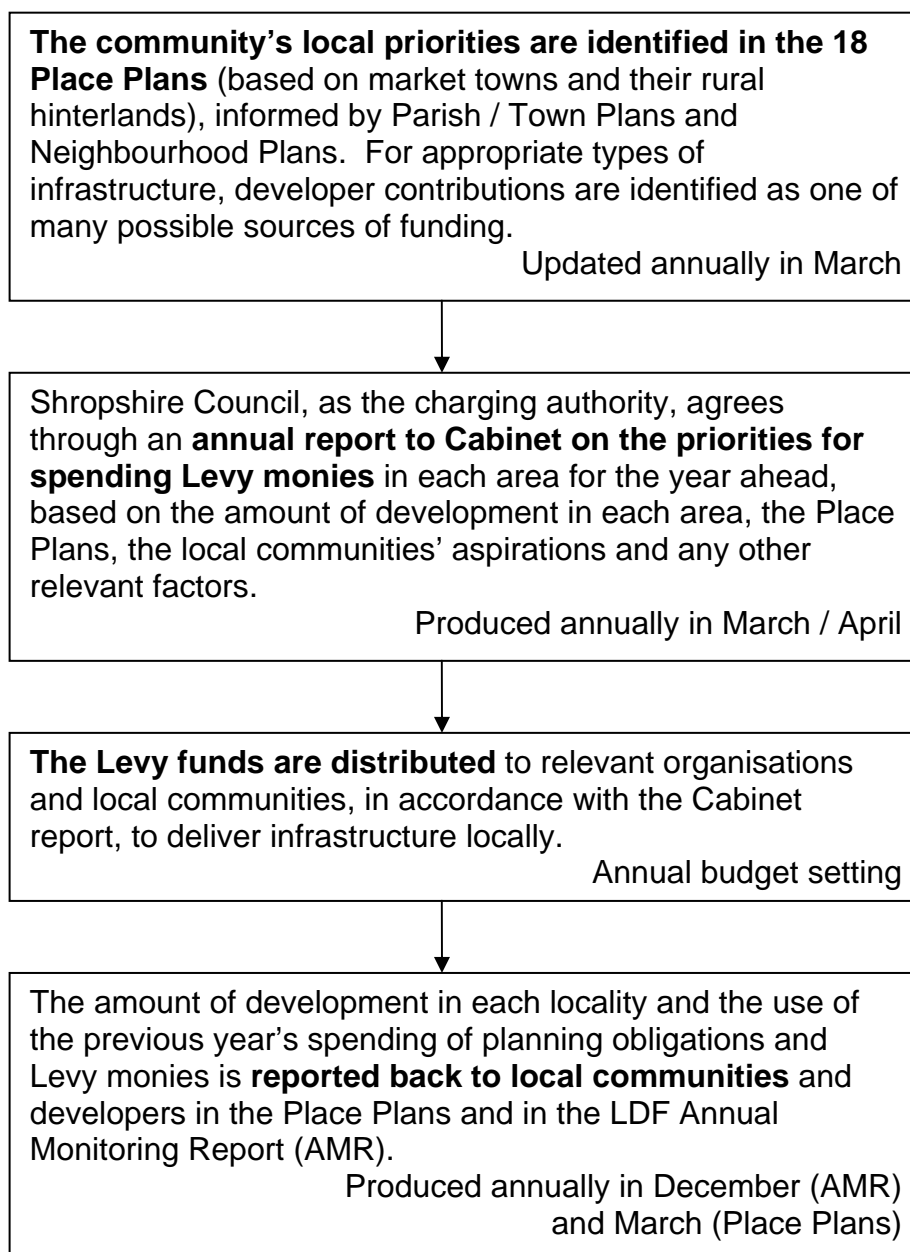 The community's local priorities are identified in the 18
Place Plans (based on market towns and their rural
hinterlands), informed by Parish / Town Plans and
Neighbourhood Plans.  For appropriate types of
infrastructure, developer contributions are identified as one of
many possible sources of funding.
Updated annually in March
Shropshire Council, as the charging authority, agrees
through an annual report to Cabinet on the priorities for
spending Levy monies in each area for the year ahead,
based on the amount of development in each area, the Place
Plans, the local communities' aspirations and any other
relevant factors.
Produced annually in March / April
The Levy funds are distributed to relevant organisations
and local communities, in accordance with the Cabinet
report, to deliver infrastructure locally.
Annual budget setting
The amount of development in each locality and the use of
the previous year's spending of planning obligations and
Levy monies is reported back to local communities and
developers in the Place Plans and in the LDF Annual
Monitoring Report (AMR).
Produced annually in December (AMR)
and March (Place Plans)